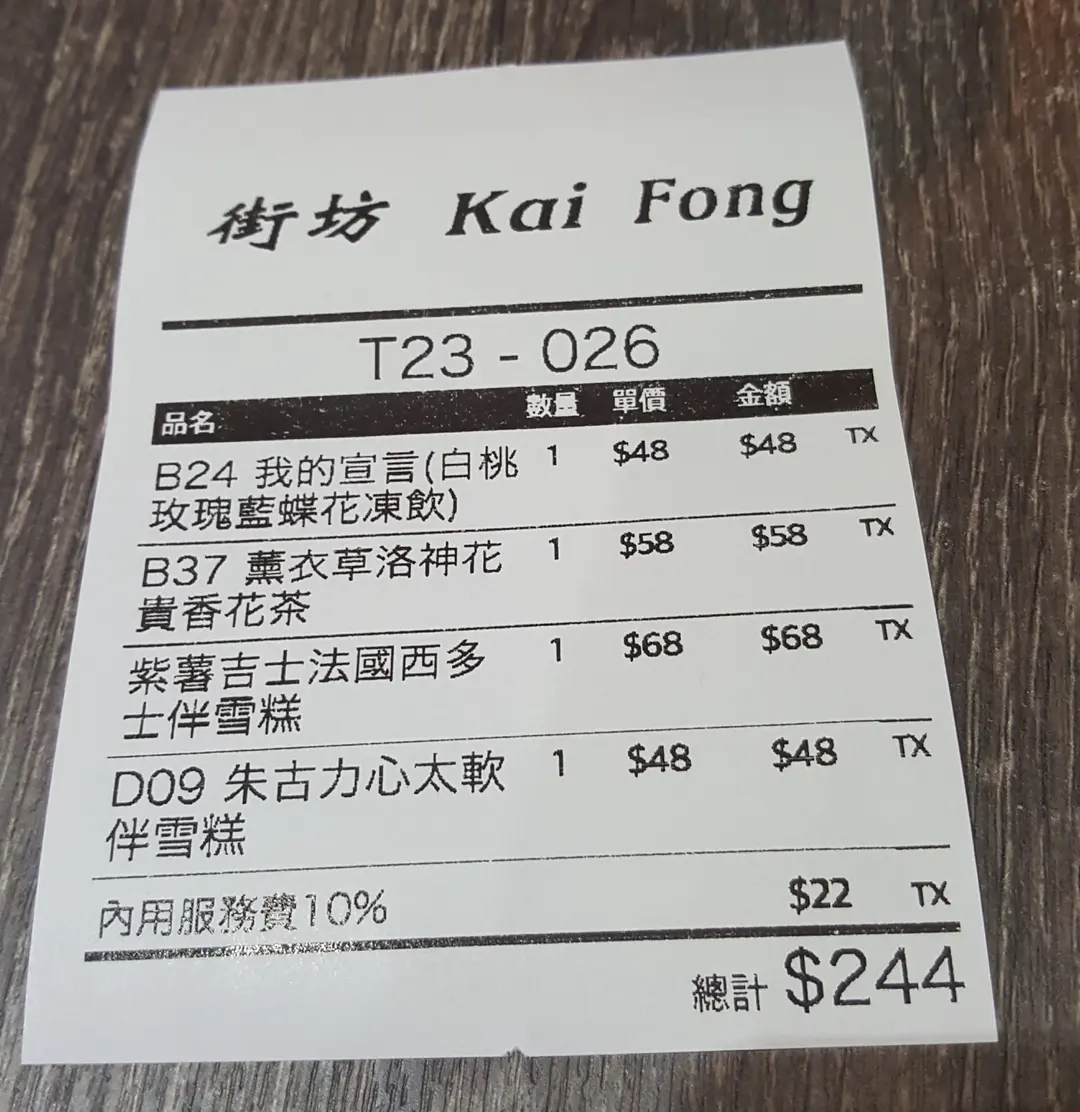 街坊 Kai Fong
T23 - 026
品名 數量 單價 金額
B24 我的宣言(白桃 1 $48 $48 TX
玫瑰藍蝶花凍飲)
B37 薰衣草洛神花 1 $58 $58 TX
貴香花茶
紫薯吉士法國西多 1 $68 $68 TX
士伴雪糕
D09 朱古力心太軟 1 $48 $48 TX
伴雪糕
內用服務費10% $22 TX
總計 $244